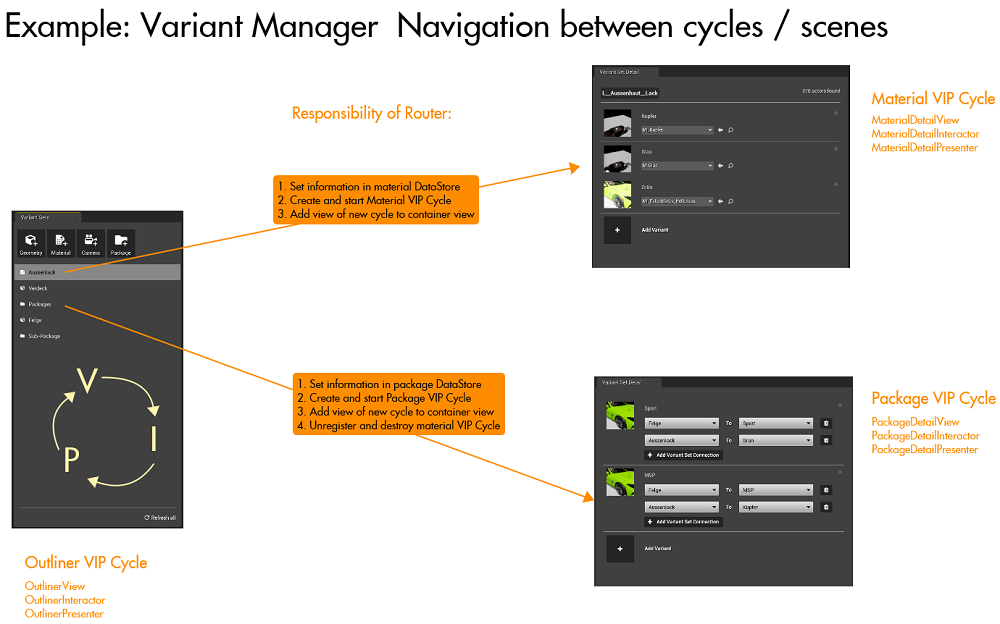 Example: Variant Manager Navigation between cycles / scenes
Responsibility of Router:
1. Set information in material DataStore
2. Create and start Material VIP Cycle
3. Add view of new cycle to container view
Variant Set Detail
I__Aussenhaut__Lack
370 actors found
Kupfer
M_Kupfer
Glas
M_Glas
Grün
Add Variant
Material VIP Cycle
MaterialDetailView
MaterialDetailInteractor
MaterialDetailPresenter
Variant Sets
Geometry Material Camera Package
Aussenlack
Verdeck
Packages
Felge
Sub-Package
V
I
P
Refresh all
Outliner VIP Cycle
OutlinerView
OutlinerInteractor
OutlinerPresenter
1. Set information in package DataStore
2. Create and start Package VIP Cycle
3. Add view of new cycle to container view
4. Unregister and destroy material VIP Cycle
Variant Set Detail
Sport
Felge To Sport
Aussenlack To Grün
+ Add Variant Set Connection
MSP
Felge To MSP
Aussenlack To Kupfer
+ Add Variant Set Connection
+ Add Variant
Package VIP Cycle
PackageDetailView
PackageDetailInteractor
PackageDetailPresenter